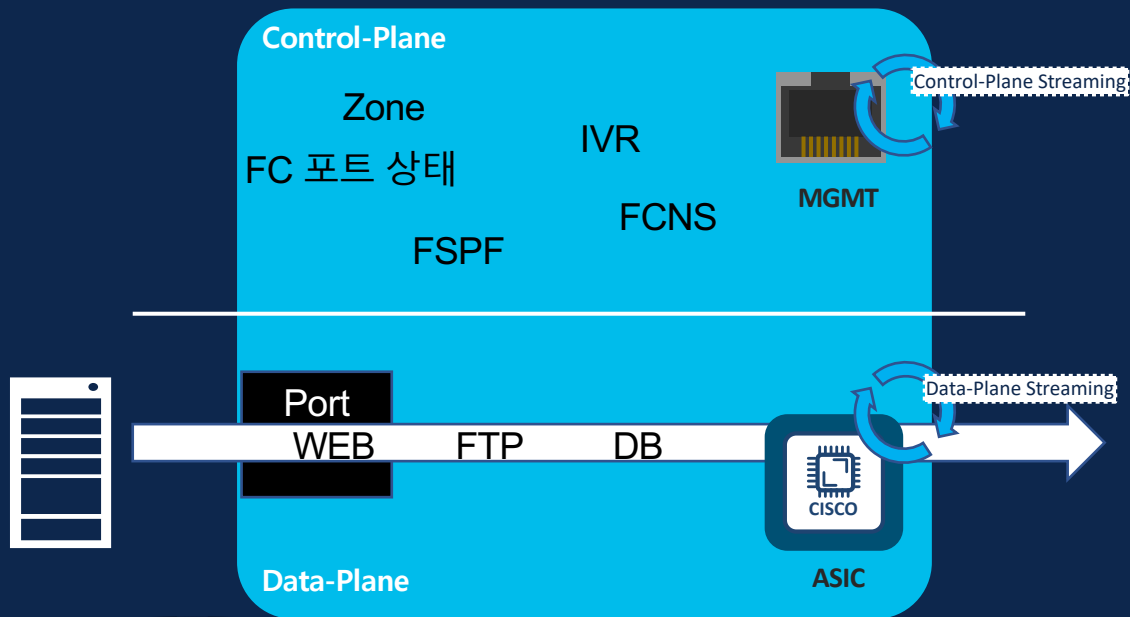 Control-Plane
Control-Plane Streaming
Zone
IVR
FC 포트 상태
MGMT
FCNS
FSPF
Port
Data-Plane Streaming
WEB FTP DB
CISCO
Data-Plane
ASIC